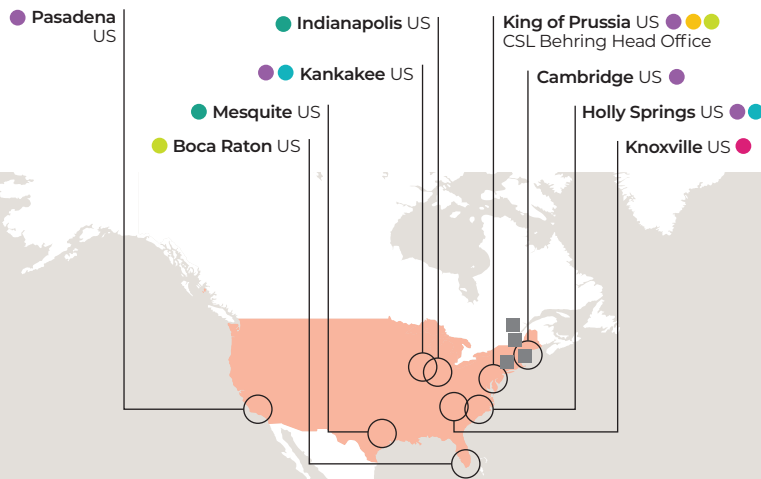 Pasadena
US
Indianapolis US
King of Prussia US
CSL Behring Head Office
Kankakee US
Cambridge US
Mesquite US
Holly Springs US
Boca Raton US
Knoxville US